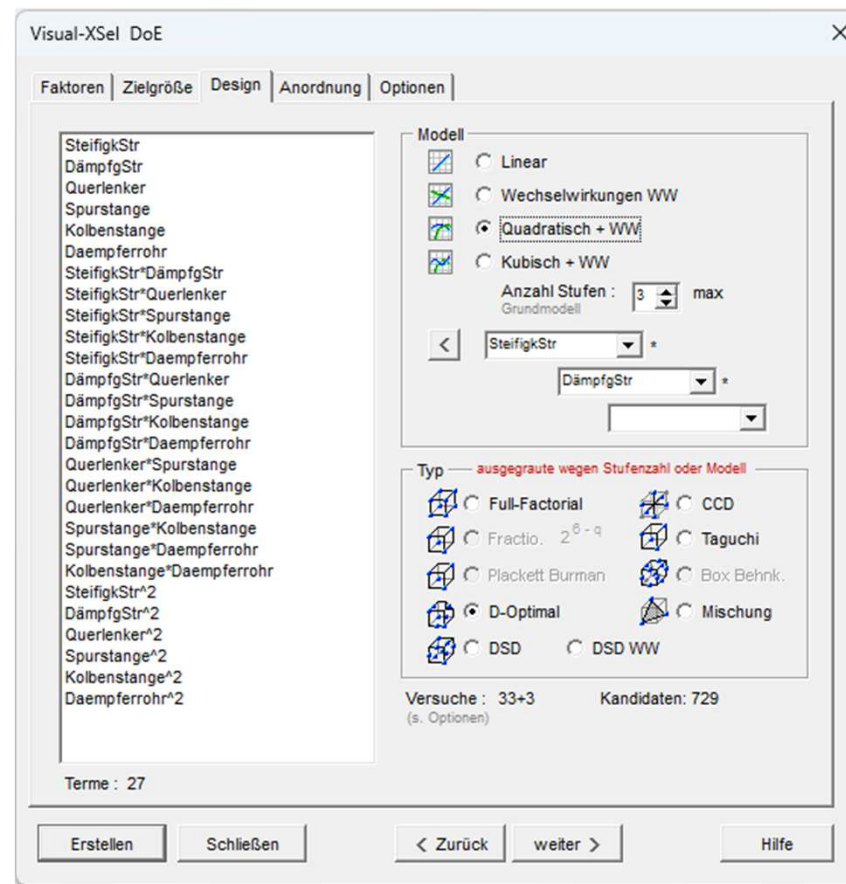 Visual-XSel DoE
Faktoren Zielgröße Design Anordnung Optionen
SteifigkStr
DämpfgStr
Querlenker
Spurstange
Kolbenstange
Daempferrohr
SteifigkStr*DämpfgStr
SteifigkStr*Querlenker
SteifigkStr*Spurstange
SteifigkStr*Kolbenstange
SteifigkStr*Daempferrohr
DämpfgStr*Querlenker
DämpfgStr*Spurstange
DämpfgStr*Kolbenstange
DämpfgStr*Daempferrohr
Querlenker*Spurstange
Querlenker*Kolbenstange
Querlenker*Daempferrohr
Spurstange*Kolbenstange
Spurstange*Daempferrohr
Kolbenstange*Daempferrohr
SteifigkStr^2
DämpfgStr^2
Querlenker^2
Spurstange^2
Kolbenstange^2
Daempferrohr^2
Terme : 27
Modell
Linear
Wechselwirkungen WW
Quadratisch + WW
Kubisch + WW
Anzahl Stufen : 3 max
Grundmodell
< SteifigkStr *
DämpfgStr *
Typ ausgegraute wegen Stufenzahl oder Modell
Full-Factorial CCD
Fractio. 2^6-q Taguchi
Plackett Burman Box Behnk.
D-Optimal Mischung
DSD DSD WW
Versuche : 33+3 Kandidaten: 729
(s. Optionen)
Erstellen Schließen < Zurück weiter > Hilfe